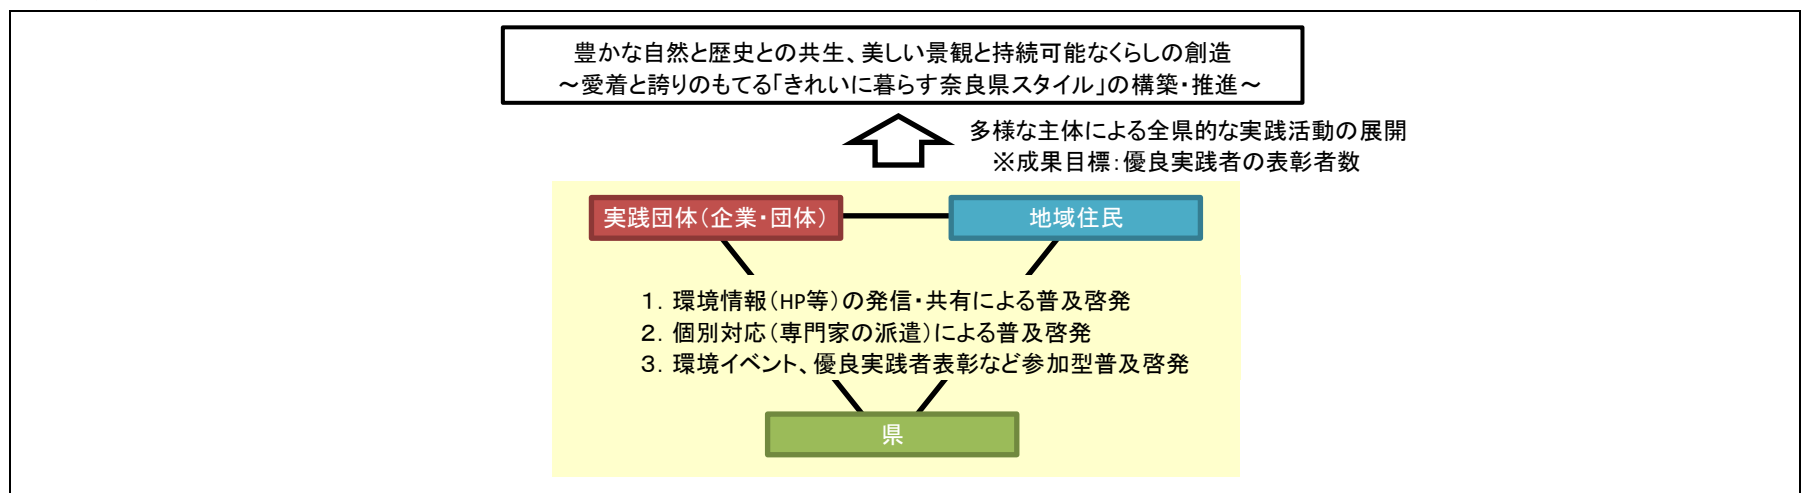 豊かな自然と歴史との共生、美しい景観と持続可能なくらしの創造
～愛着と誇りのもてる「きれいに暮らす奈良県スタイル」の構築・推進～
多様な主体による全県的な実践活動の展開
※成果目標：優良実践者の表彰者数
実践団体（企業・団体）
地域住民
１．環境情報（HP等）の発信・共有による普及啓発
２．個別対応（専門家の派遣）による普及啓発
３．環境イベント、優良実践者表彰など参加型普及啓発
県